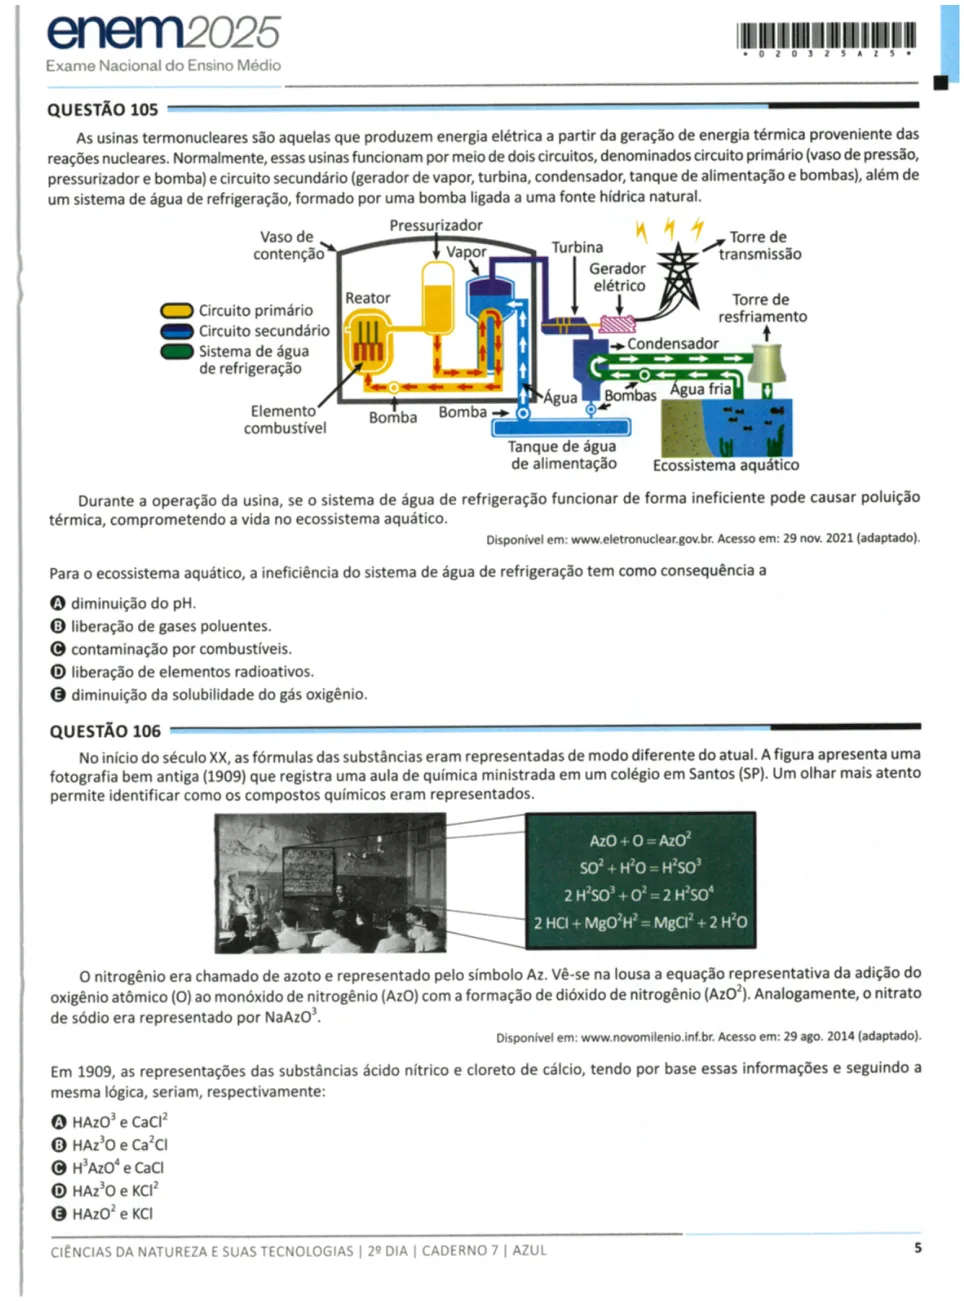 enem2025
Exame Nacional do Ensino Médio
* 0 2 0 3 2 5 A Z 5 *
QUESTÃO 105
As usinas termonucleares são aquelas que produzem energia elétrica a partir da geração de energia térmica proveniente das
reações nucleares. Normalmente, essas usinas funcionam por meio de dois circuitos, denominados circuito primário (vaso de pressão,
pressurizador e bomba) e circuito secundário (gerador de vapor, turbina, condensador, tanque de alimentação e bombas), além de
um sistema de água de refrigeração, formado por uma bomba ligada a uma fonte hídrica natural.
Vaso de
contenção
Pressurizador
Vapor
Turbina
Gerador
elétrico
Torre de
transmissão
Reator
Torre de
resfriamento
Circuito primário
Circuito secundário
Sistema de água
de refrigeração
Condensador
Água
Bombas
Água fria
Elemento
combustível
Bomba
Bomba
Tanque de água
de alimentação
Ecossistema aquático
Durante a operação da usina, se o sistema de água de refrigeração funcionar de forma ineficiente pode causar poluição
térmica, comprometendo a vida no ecossistema aquático.
Disponível em: www.eletronuclear.gov.br. Acesso em: 29 nov. 2021 (adaptado).
Para o ecossistema aquático, a ineficiência do sistema de água de refrigeração tem como consequência a
A diminuição do pH.
B liberação de gases poluentes.
C contaminação por combustíveis.
D liberação de elementos radioativos.
E diminuição da solubilidade do gás oxigênio.
QUESTÃO 106
No início do século XX, as fórmulas das substâncias eram representadas de modo diferente do atual. A figura apresenta uma
fotografia bem antiga (1909) que registra uma aula de química ministrada em um colégio em Santos (SP). Um olhar mais atento
permite identificar como os compostos químicos eram representados.
AzO + O = AzO²
SO² + H²O = H²SO³
2 H²SO³ + O² = 2 H²SO⁴
2 HCl + MgO²H² = MgCl² + 2 H²O
O nitrogênio era chamado de azoto e representado pelo símbolo Az. Vê-se na lousa a equação representativa da adição do
oxigênio atômico (O) ao monóxido de nitrogênio (AzO) com a formação de dióxido de nitrogênio (AzO²). Analogamente, o nitrato
de sódio era representado por NaAzO³.
Disponível em: www.novomilenio.inf.br. Acesso em: 29 ago. 2014 (adaptado).
Em 1909, as representações das substâncias ácido nítrico e cloreto de cálcio, tendo por base essas informações e seguindo a
mesma lógica, seriam, respectivamente:
A HAzO³ e CaCl²
B HAz³O e Ca²Cl
C H³AzO⁴ e CaCl
D HAz³O e KCl²
E HAzO² e KCl
CIÊNCIAS DA NATUREZA E SUAS TECNOLOGIAS | 2º DIA | CADERNO 7 | AZUL
5